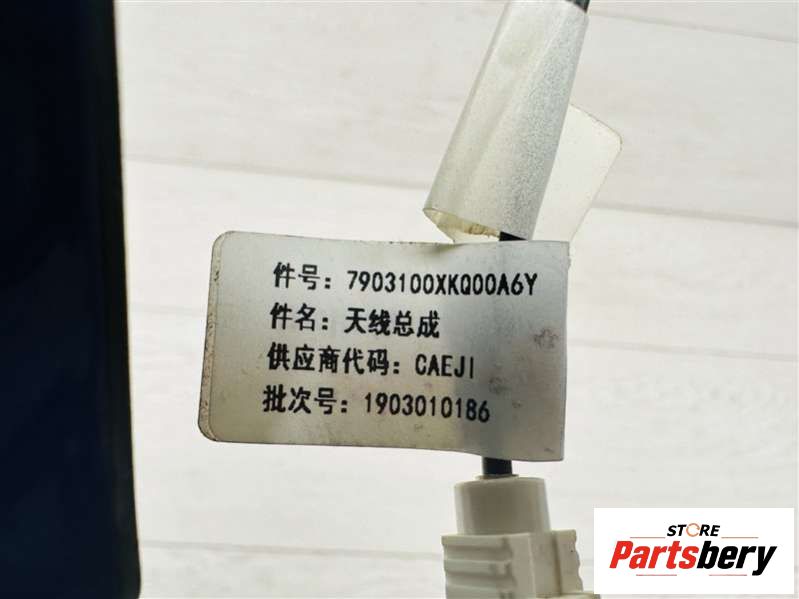 件号：7903100XKQ00A6Y
件名：天线总成
供应商代码：CAEJI
批次号：1903010186
STORE
Partsbery